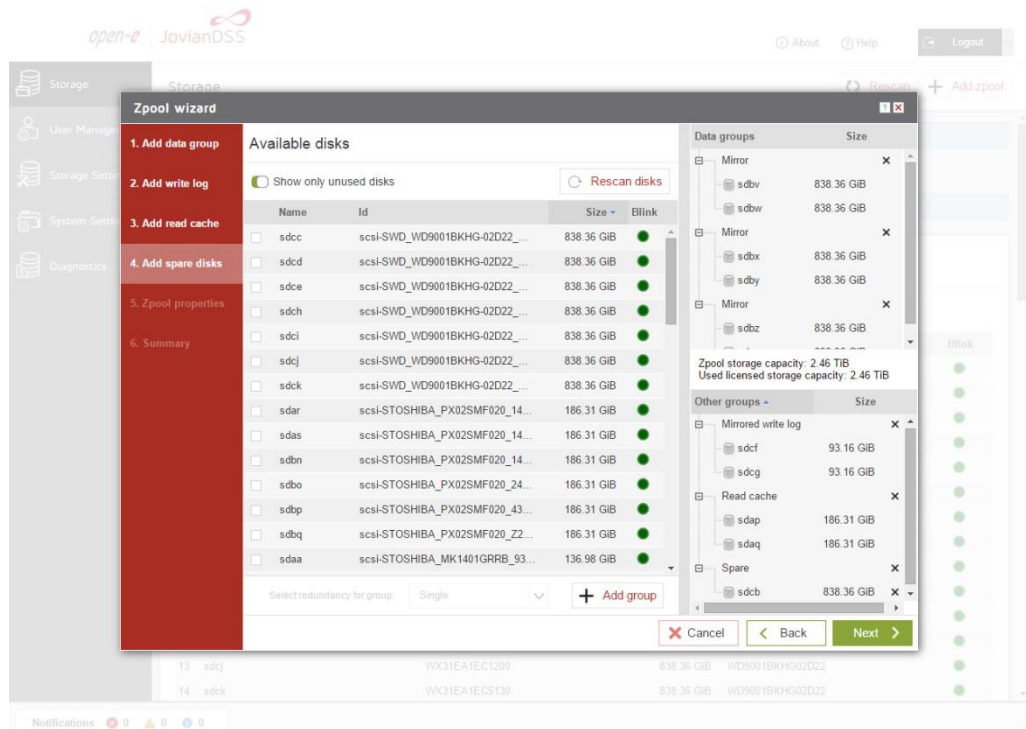 open-e JovianDSS
About Help Logout
Storage
User Manage
Storage Settin
System Settin
Diagnostics
Storage
Rescan + Add zpool
Zpool wizard
1. Add data group
2. Add write log
3. Add read cache
4. Add spare disks
5. Zpool properties
6. Summary
Available disks
Show only unused disks
Rescan disks
Name Id Size Blink
sdcc scsi-SWD_WD9001BKHG-02D22_... 838.36 GiB
sdcd scsi-SWD_WD9001BKHG-02D22_... 838.36 GiB
sdce scsi-SWD_WD9001BKHG-02D22_... 838.36 GiB
sdch scsi-SWD_WD9001BKHG-02D22_... 838.36 GiB
sdci scsi-SWD_WD9001BKHG-02D22_... 838.36 GiB
sdcj scsi-SWD_WD9001BKHG-02D22_... 838.36 GiB
sdck scsi-SWD_WD9001BKHG-02D22_... 838.36 GiB
sdar scsi-STOSHIBA_PX02SMF020_14... 186.31 GiB
sdas scsi-STOSHIBA_PX02SMF020_14... 186.31 GiB
sdbn scsi-STOSHIBA_PX02SMF020_14... 186.31 GiB
sdbo scsi-STOSHIBA_PX02SMF020_24... 186.31 GiB
sdbp scsi-STOSHIBA_PX02SMF020_43... 186.31 GiB
sdbq scsi-STOSHIBA_PX02SMF020_Z2... 186.31 GiB
sdaa scsi-STOSHIBA_MK1401GRRB_93... 136.98 GiB
Select redundancy for group: Single
+ Add group
Data groups Size
Mirror
sdbv 838.36 GiB
sdbw 838.36 GiB
Mirror
sdbx 838.36 GiB
sdby 838.36 GiB
Mirror
sdbz 838.36 GiB
Zpool storage capacity: 2.46 TiB
Used licensed storage capacity: 2.46 TiB
Other groups Size
Mirrored write log
sdcf 93.16 GiB
sdcg 93.16 GiB
Read cache
sdap 186.31 GiB
sdaq 186.31 GiB
Spare
sdcb 838.36 GiB
Cancel
Back
Next
Blink
13 sdcj WX31EA1EC1200 838.36 GiB WD9001BKHG02D22
14 sdck WX31EA1EC5130 838.36 GiB WD9001BKHG02D22
Notifications 0 0 0